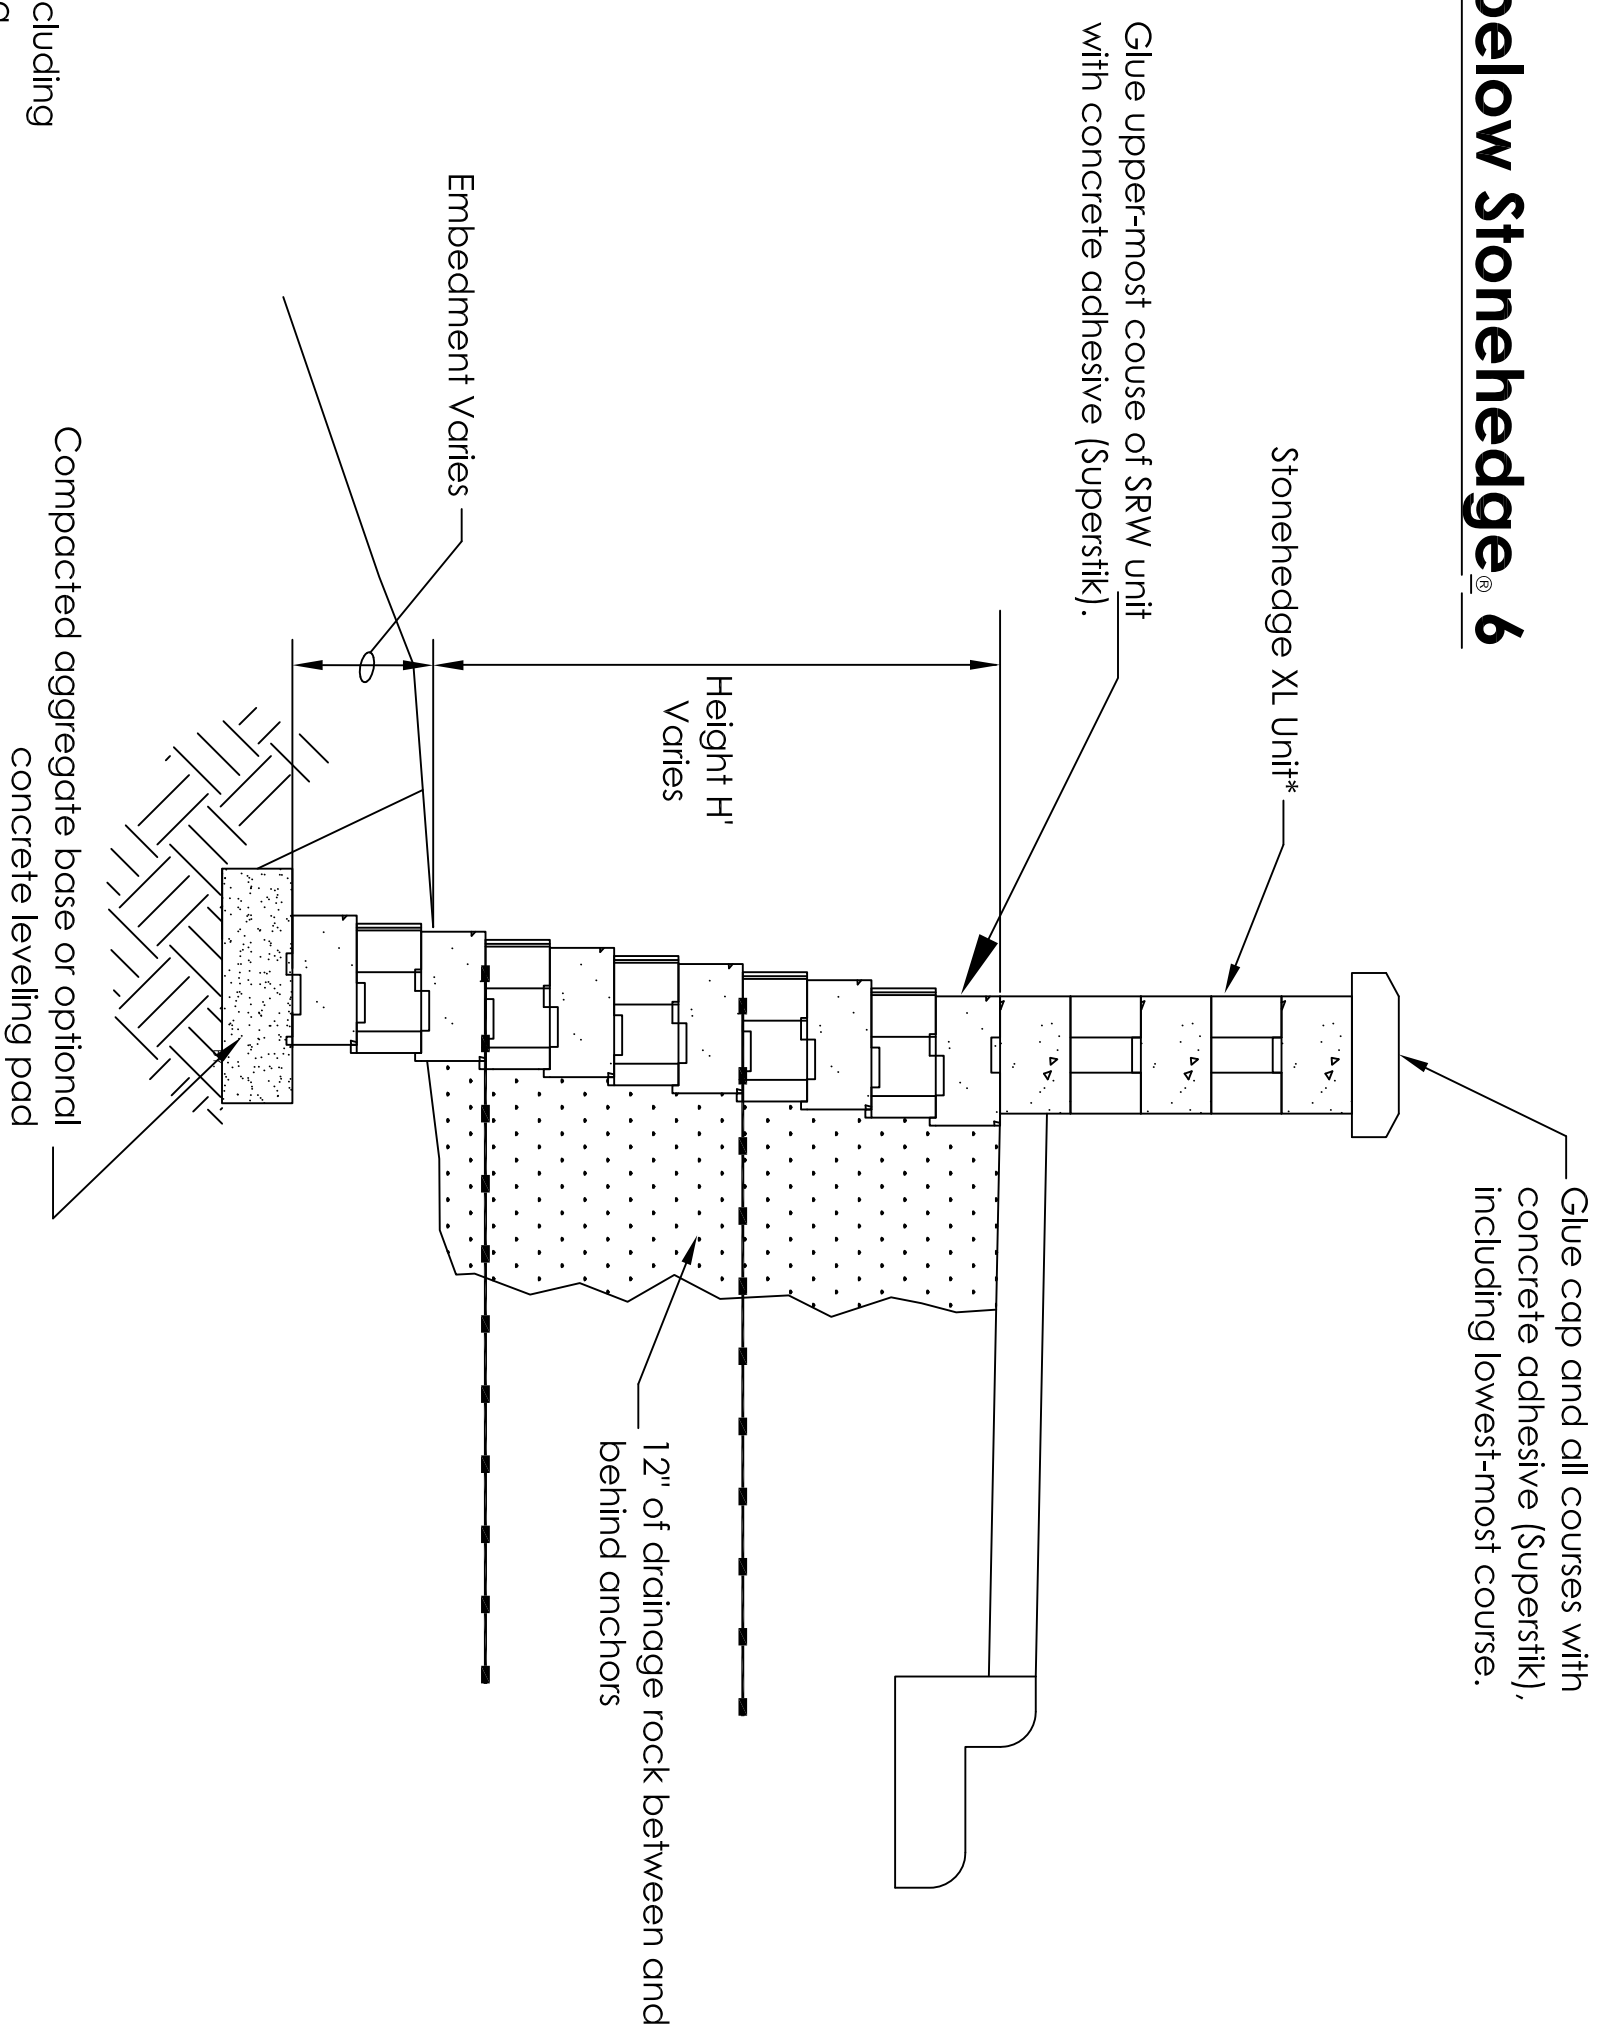 below Stonehedge® 6
Glue cap and all courses with
concrete adhesive (Superstik),
including lowest-most course.
Stonehedge XL Unit*
Glue upper-most couse of SRW unit
with concrete adhesive (Superstik).
Height H'
Varies
12" of drainage rock between and
behind anchors
Embedment Varies
Compacted aggregate base or optional
concrete leveling pad
cluding